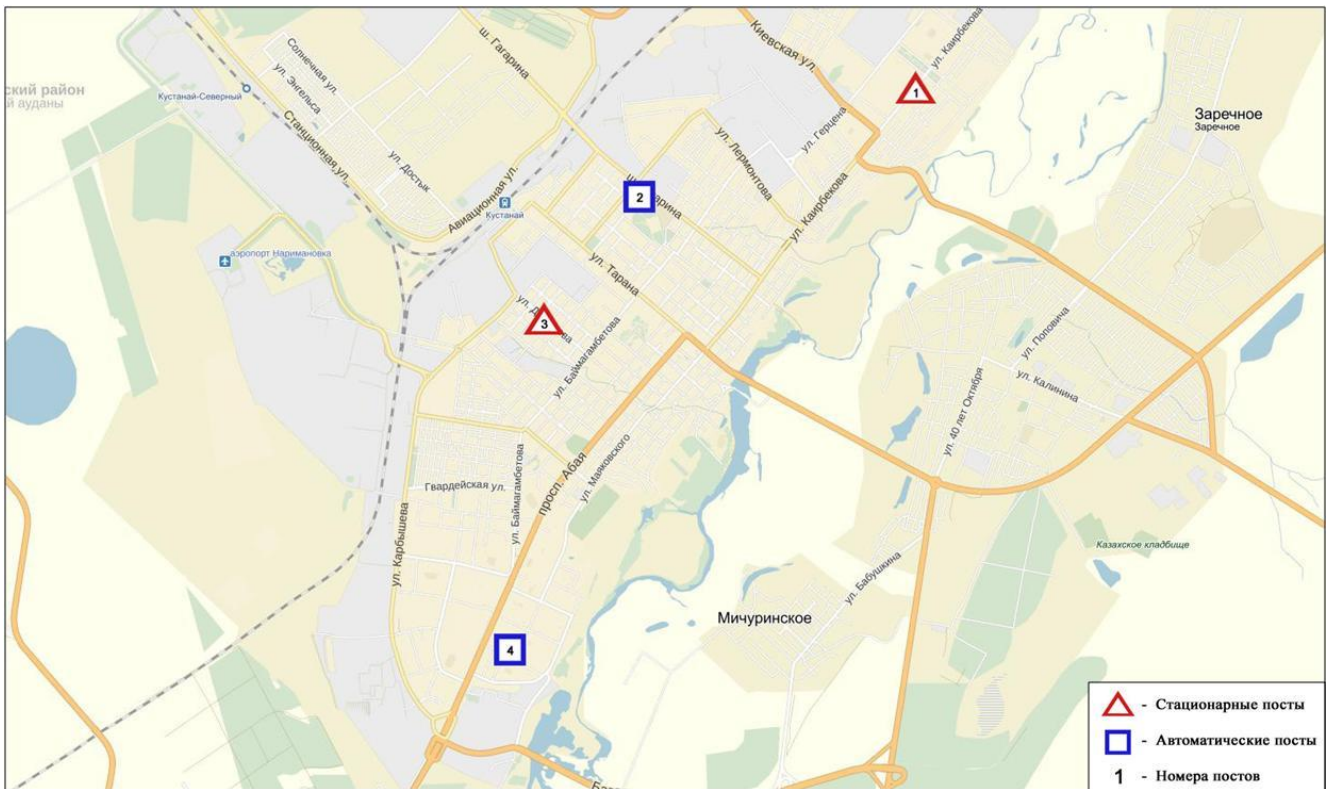 ш. Гагарина
Киевская ул.
ул. Каирбекова
Солнечная ул.
ул. Энгельса
ский район
й ауданы
Кустанай-Северный
1
Заречное
Заречное
Станционная ул.
ул. Достык
ул. Герцена
ул. Лермонтова
Авиационная ул.
Кустанай
2
ул. Каирбекова
аэропорт Наримановка
ул. Тарана
3
ул. Баймагамбетова
ул. Поповича
ул. Калинина
ул. 40 лет Октября
просп. Абая
ул. Маяковского
Гвардейская ул.
ул. Баймагамбетова
ул. Карбышева
Казахское кладбище
ул. Бабушкина
Мичуринское
4
- Стационарные посты
- Автоматические посты
1 - Номера постов